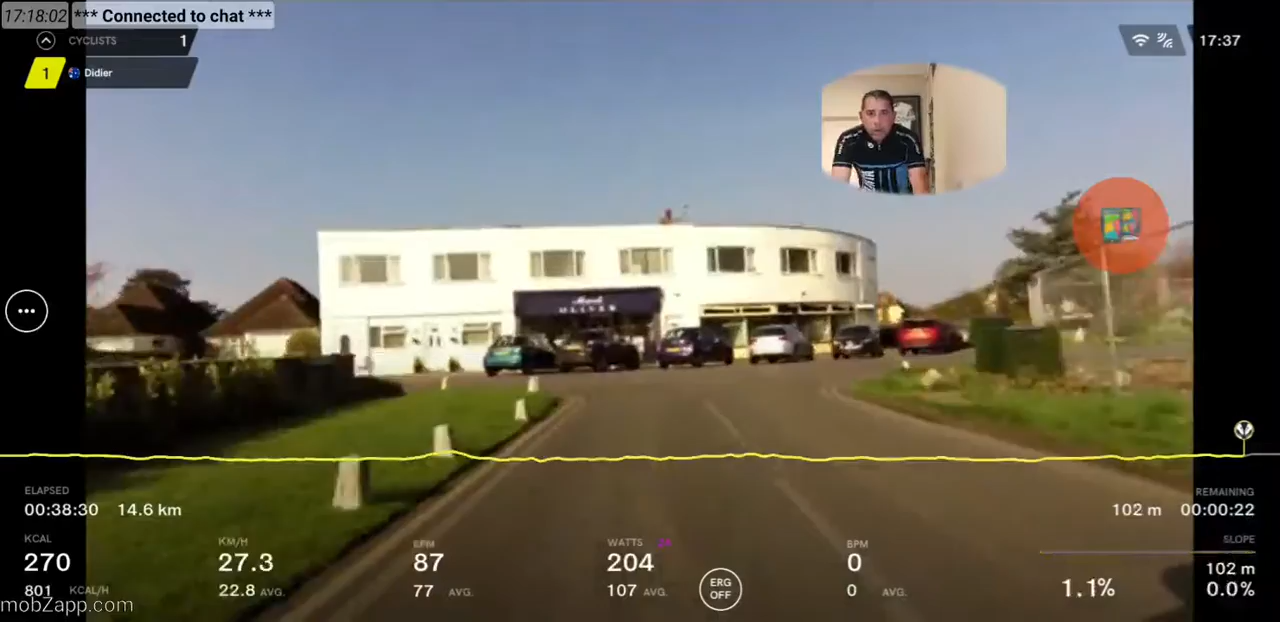 17:18:02 *** Connected to chat ***
CYCLISTS 1
1 Didier
17:37
OLIVER
ELAPSED
00:38:30 14.6 km
REMAINING
102 m 00:00:22
KCAL
270
801 KCAL/H
KM/H
27.3
22.8 AVG.
RPM
87
77 AVG.
WATTS
204
107 AVG.
ERG
OFF
BPM
0
0 AVG.
SLOPE
1.1%
102 m
0.0%
mobZapp.com